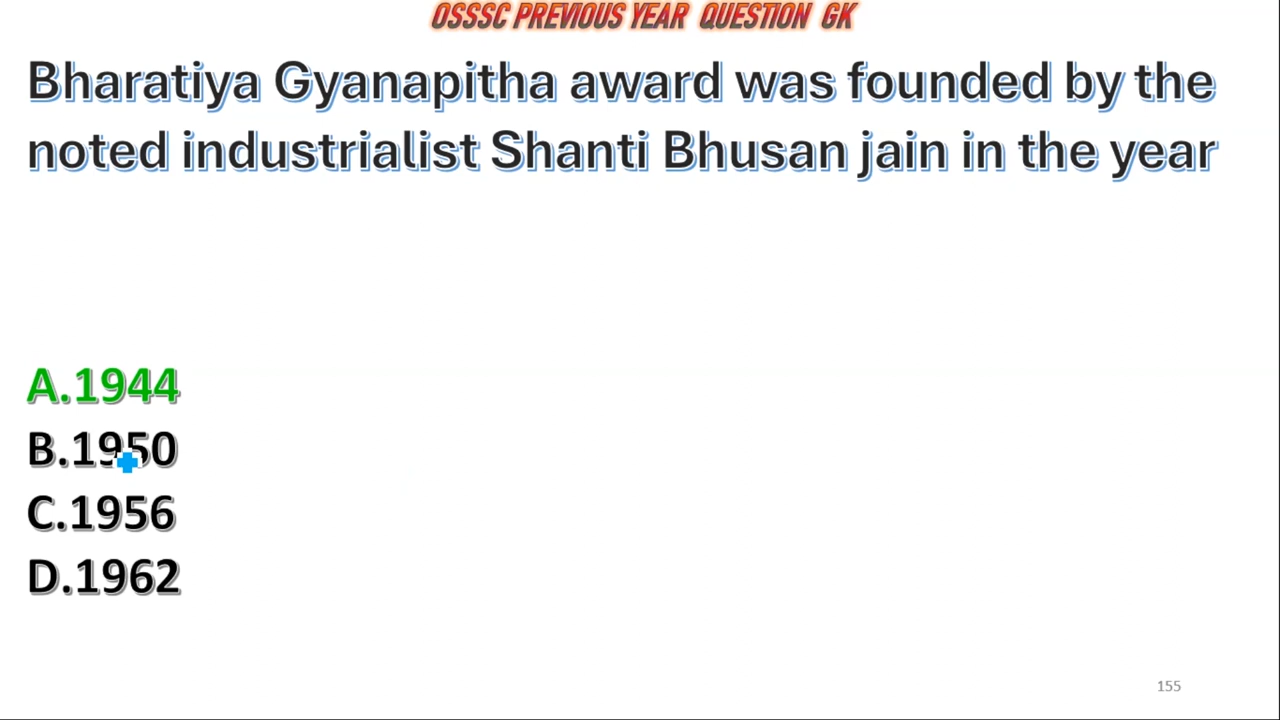 OSSSC PREVIOUS YEAR QUESTION GK
Bharatiya Gyanapitha award was founded by the
noted industrialist Shanti Bhusan jain in the year
A.1944
B.1950
C.1956
D.1962
155